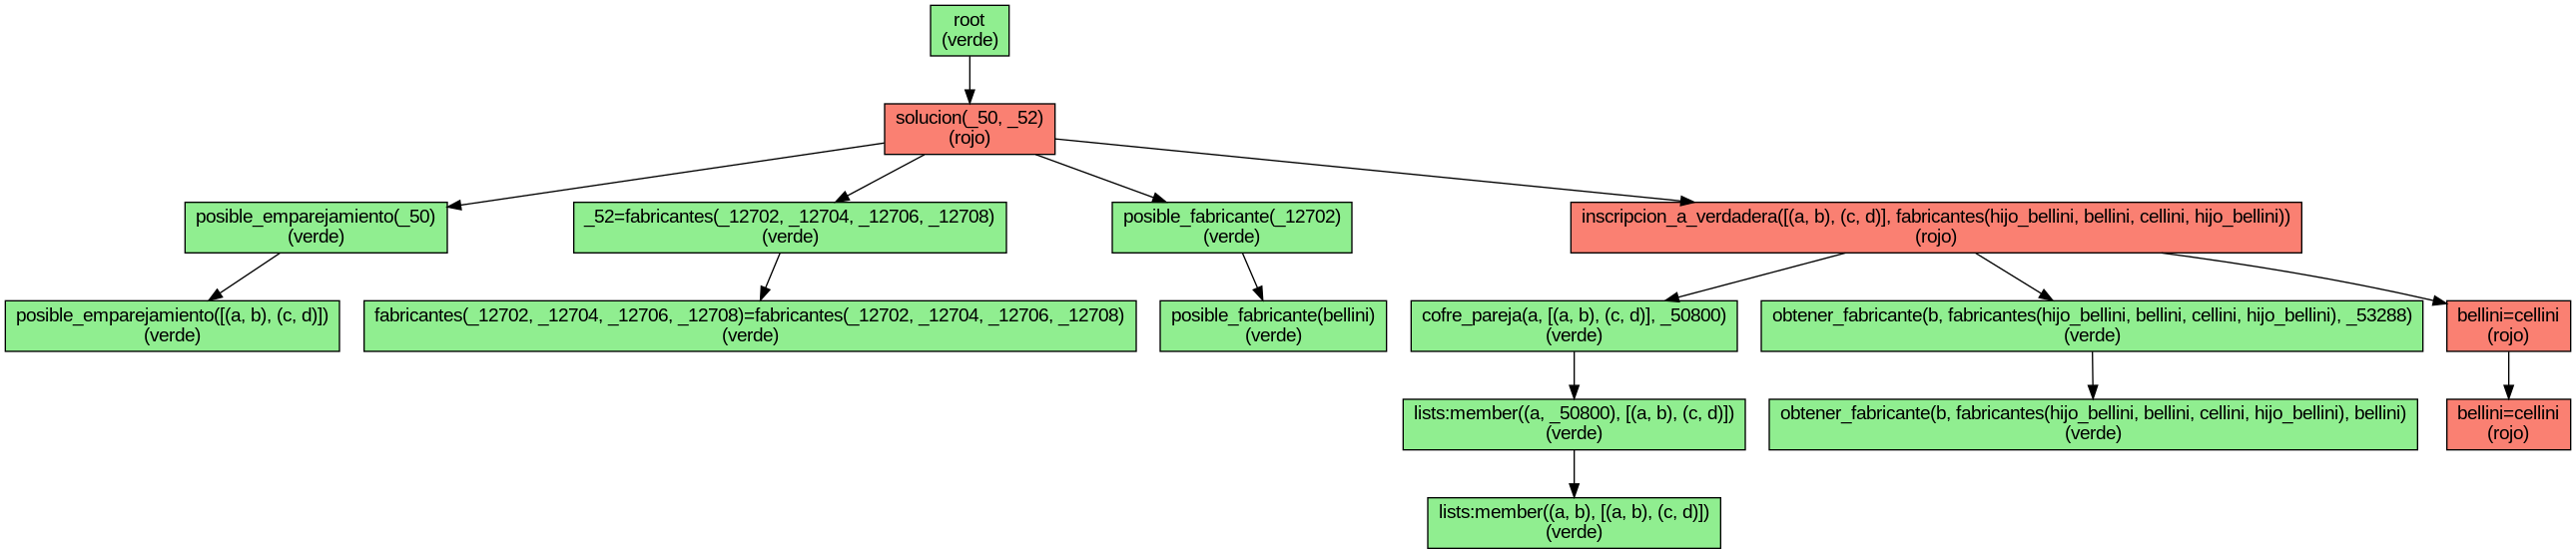 root
(verde)
solucion(_50, _52)
(rojo)
posible_emparejamiento(_50)
(verde)
_52=fabricantes(_12702, _12704, _12706, _12708)
(verde)
posible_fabricante(_12702)
(verde)
inscripcion_a_verdadera([(a, b), (c, d)], fabricantes(hijo_bellini, bellini, cellini, hijo_bellini))
(rojo)
posible_emparejamiento([(a, b), (c, d)])
(verde)
fabricantes(_12702, _12704, _12706, _12708)=fabricantes(_12702, _12704, _12706, _12708)
(verde)
posible_fabricante(bellini)
(verde)
cofre_pareja(a, [(a, b), (c, d)], _50800)
(verde)
obtener_fabricante(b, fabricantes(hijo_bellini, bellini, cellini, hijo_bellini), _53288)
(verde)
bellini=cellini
(rojo)
lists:member((a, _50800), [(a, b), (c, d)])
(verde)
obtener_fabricante(b, fabricantes(hijo_bellini, bellini, cellini, hijo_bellini), bellini)
(verde)
bellini=cellini
(rojo)
lists:member((a, b), [(a, b), (c, d)])
(verde)